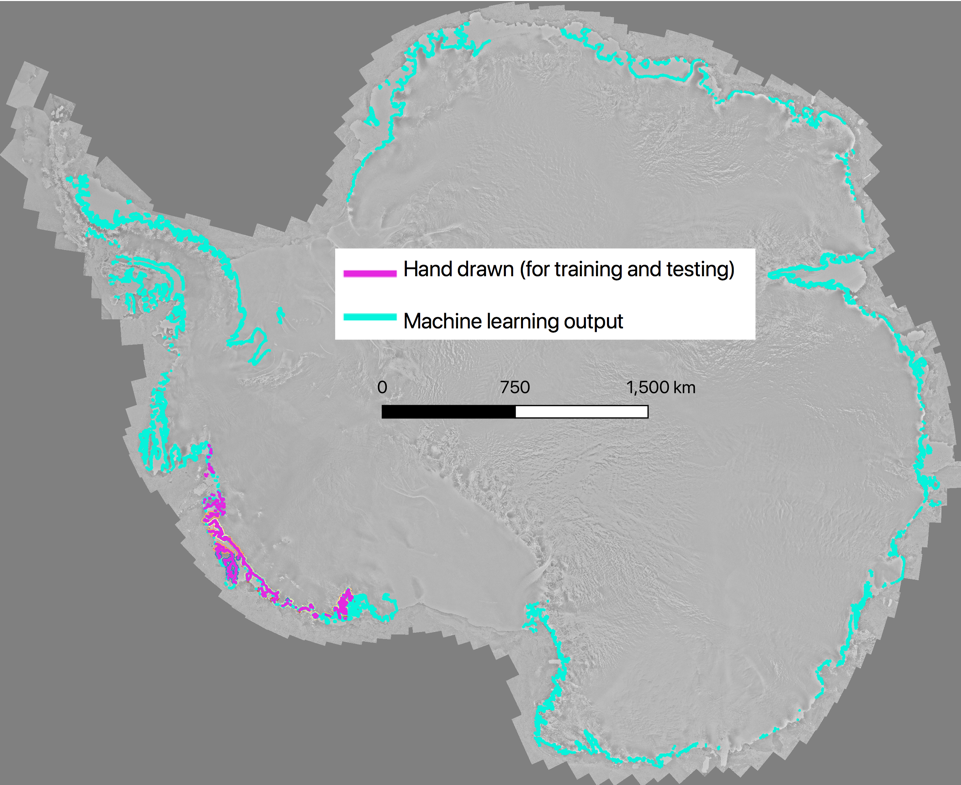 Hand drawn (for training and testing)
Machine learning output
0 750 1,500 km